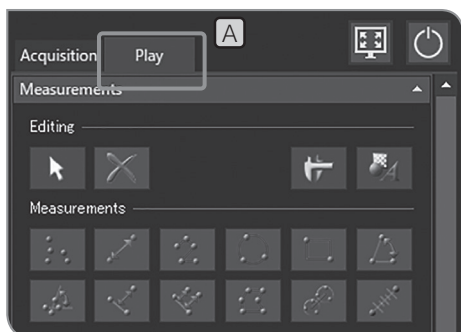 A
Acquisition Play
Measurements
Editing
Measurements